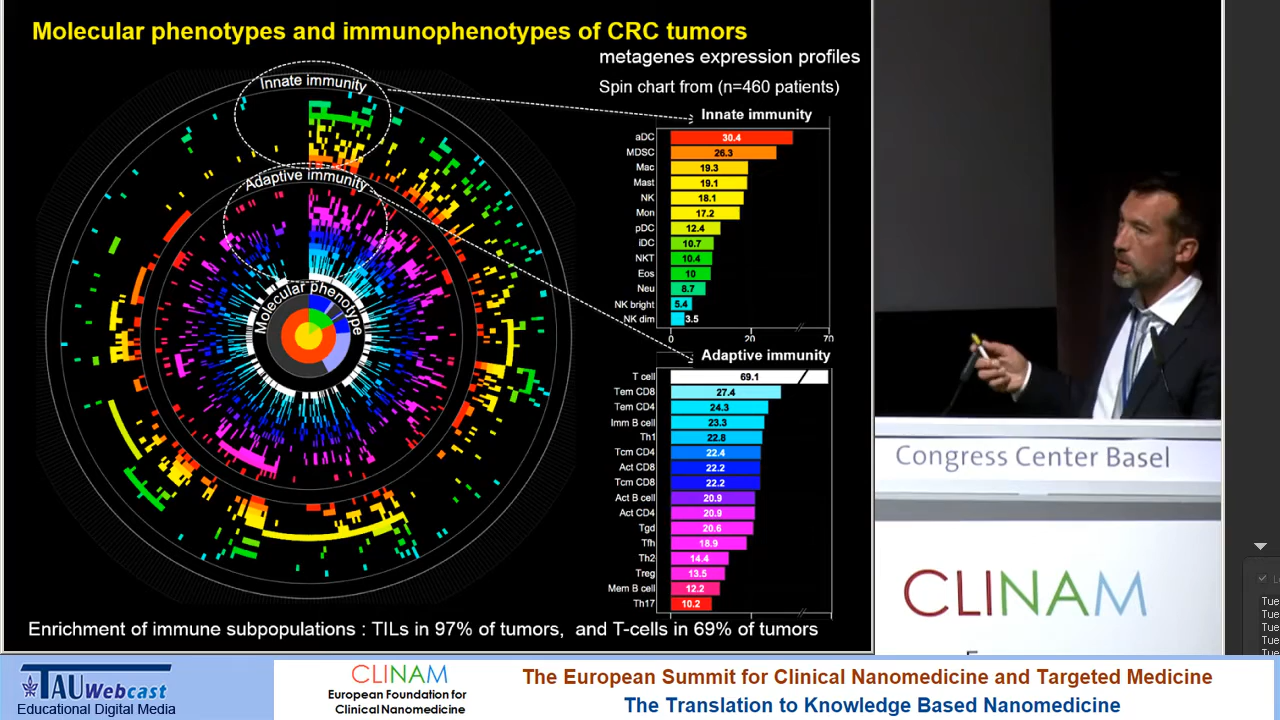 Molecular phenotypes and immunophenotypes of CRC tumors
metagenes expression profiles
Spin chart from (n=460 patients)
Innate immunity
Adaptive immunity
Molecular phenotype
Innate immunity
aDC 30.4
MDSC 26.3
Mac 19.3
Mast 19.1
NK 18.1
Mon 17.2
pDC 12.4
iDC 10.7
NKT 10.4
Eos 10
Neu 8.7
NK bright 5.4
NK dim 3.5
0 20 70
Adaptive immunity
T cell 69.1
Tem CD8 27.4
Tem CD4 24.3
Imm B cell 23.3
Th1 22.8
Tcm CD4 22.4
Act CD8 22.2
Tcm CD8 22.2
Act B cell 20.9
Act CD4 20.9
Tgd 20.6
Tfh 18.9
Th2 14.4
Treg 13.5
Mem B cell 12.2
Th17 10.2
Enrichment of immune subpopulations : TILs in 97% of tumors, and T-cells in 69% of tumors
Congress Center Basel
CLINAM
Tue
Tue
Tue
Tue
Tue
TAU Webcast
Educational Digital Media
CLINAM
European Foundation for
Clinical Nanomedicine
The European Summit for Clinical Nanomedicine and Targeted Medicine
The Translation to Knowledge Based Nanomedicine